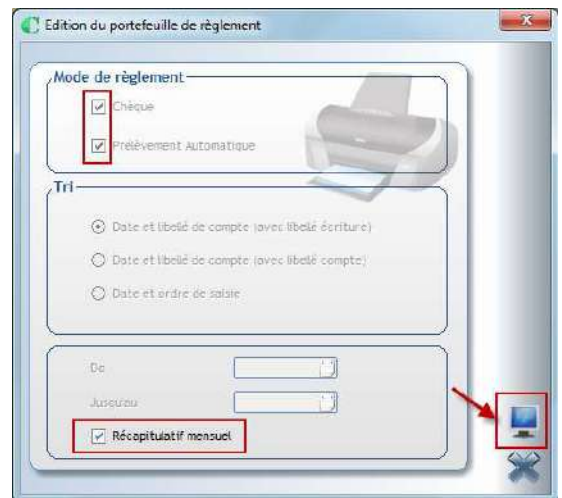 Edition du portefeuille de règlement
Mode de règlement
Chèque
Prélèvement Automatique
Tri
Date et libellé de compte (avec libellé écriture)
Date et libellé de compte (avec libellé compte)
Date et ordre de saisie
De
Jusqu'au
Récapitulatif mensuel